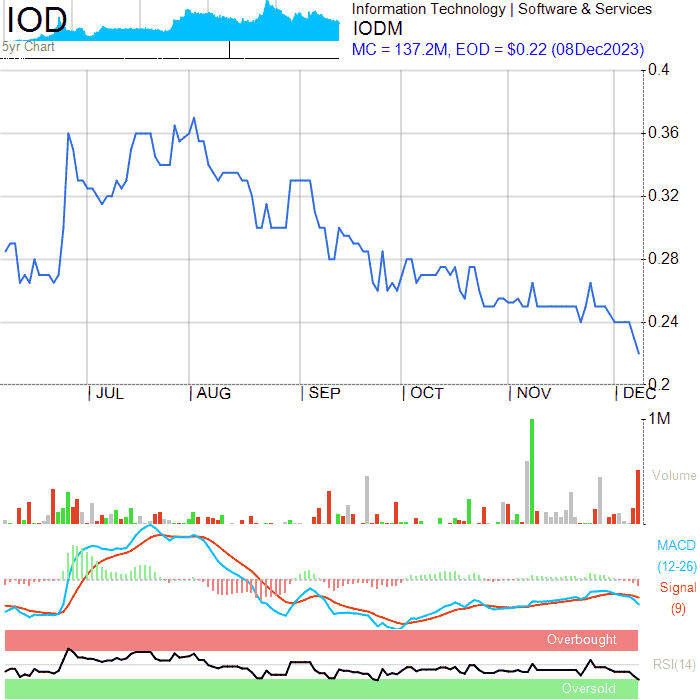 IOD
5yr Chart
Information Technology | Software & Services
IODM
MC = 137.2M, EOD = $0.22 (08Dec2023)
0.4
0.36
0.32
0.28
0.24
0.2
JUL AUG SEP OCT NOV DEC
1M
Volume
MACD
(12-26)
Signal
(9)
Overbought
RSI(14)
Oversold